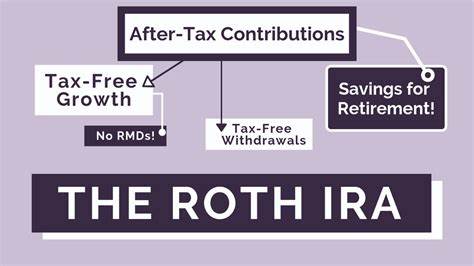 After-Tax Contributions
Tax-Free
Growth
Savings for
Retirement!
No RMDs!
Tax-Free
Withdrawals
THE ROTH IRA